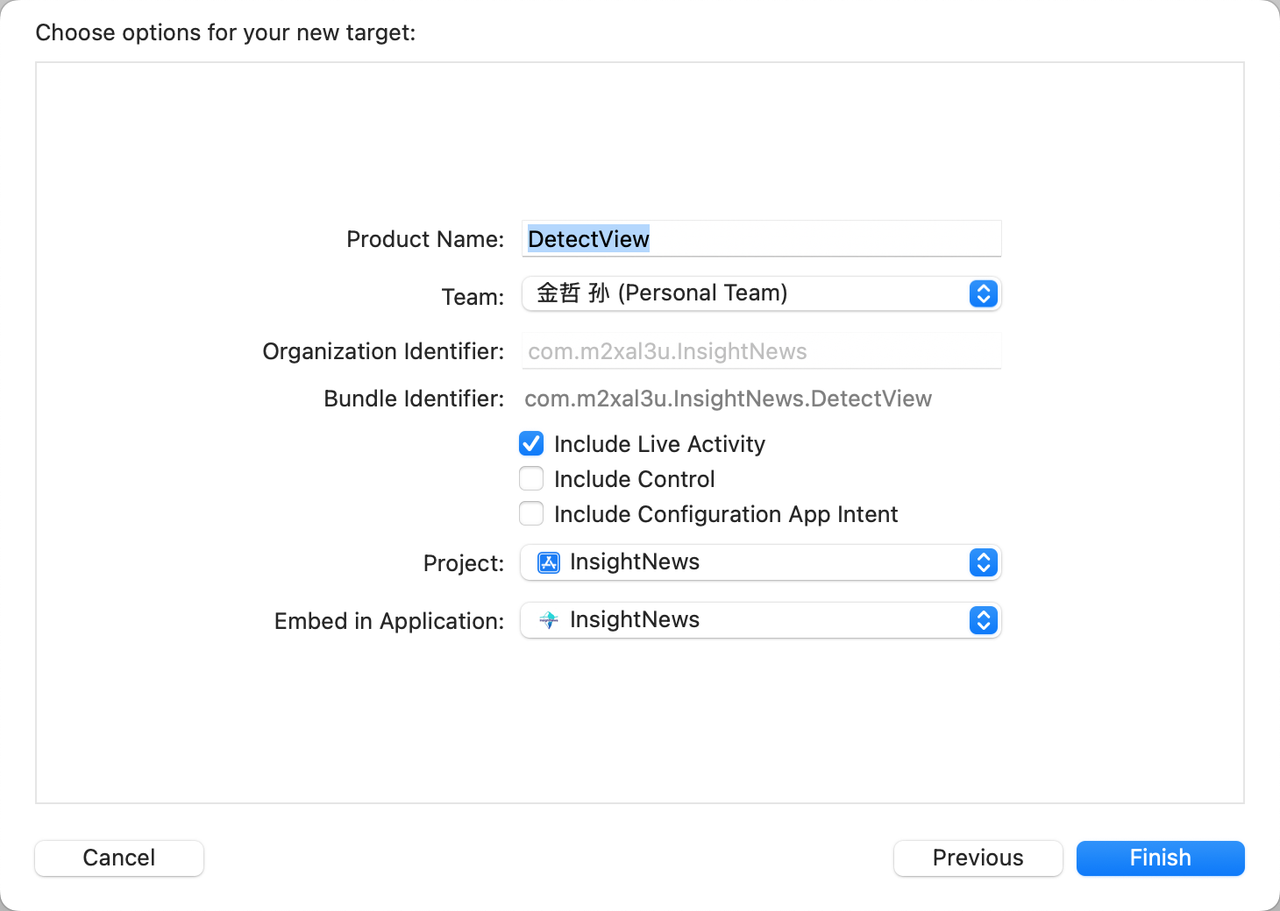 Choose options for your new target:
Product Name: DetectView
Team: 金哲 孙 (Personal Team)
Organization Identifier: com.m2xal3u.InsightNews
Bundle Identifier: com.m2xal3u.InsightNews.DetectView
Include Live Activity
Include Control
Include Configuration App Intent
Project: InsightNews
Embed in Application: InsightNews
Cancel Previous Finish